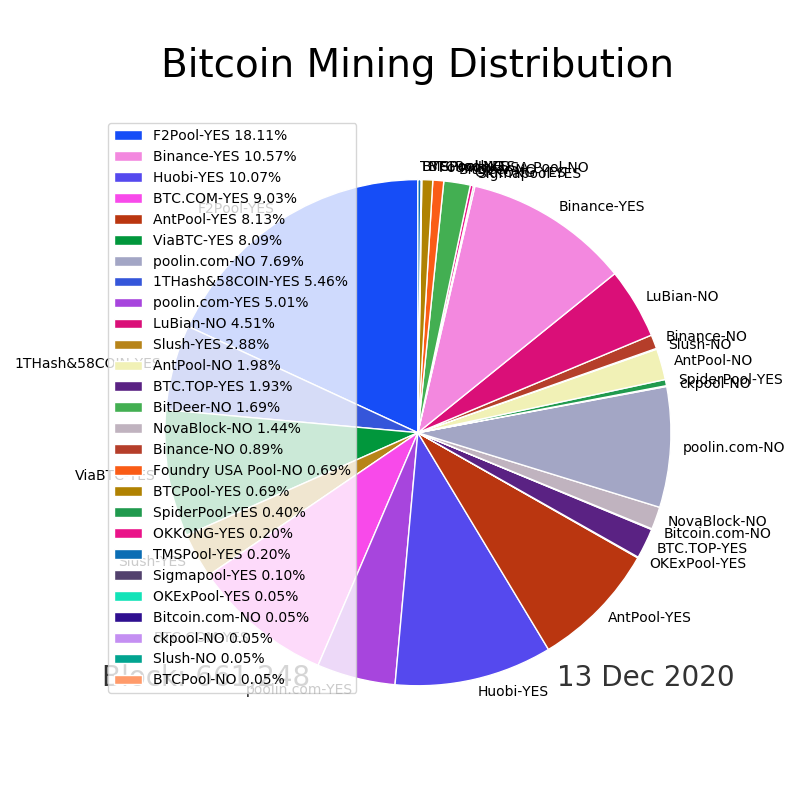 Bitcoin Mining Distribution
F2Pool-YES 18.11%
Binance-YES 10.57%
Huobi-YES 10.07%
BTC.COM-YES 9.03%
AntPool-YES 8.13%
ViaBTC-YES 8.09%
poolin.com-NO 7.69%
1THash&58COIN-YES 5.46%
poolin.com-YES 5.01%
LuBian-NO 4.51%
Slush-YES 2.88%
AntPool-NO 1.98%
BTC.TOP-YES 1.93%
BitDeer-NO 1.69%
NovaBlock-NO 1.44%
Binance-NO 0.89%
Foundry USA Pool-NO 0.69%
BTCPool-YES 0.69%
SpiderPool-YES 0.40%
OKKONG-YES 0.20%
TMSPool-YES 0.20%
Sigmapool-YES 0.10%
OKExPool-YES 0.05%
Bitcoin.com-NO 0.05%
ckpool-NO 0.05%
Slush-NO 0.05%
BTCPool-NO 0.05%
F2Pool-YES
1THash&58COIN-YES
ViaBTC-YES
Slush-YES
poolin.com-YES
Huobi-YES
AntPool-YES
OKExPool-YES
BTC.TOP-YES
Bitcoin.com-NO
NovaBlock-NO
poolin.com-NO
ckpool-NO
SpiderPool-YES
AntPool-NO
Slush-NO
Binance-NO
LuBian-NO
Binance-YES
Sigmapool-YES
Block: 661,248
13 Dec 2020